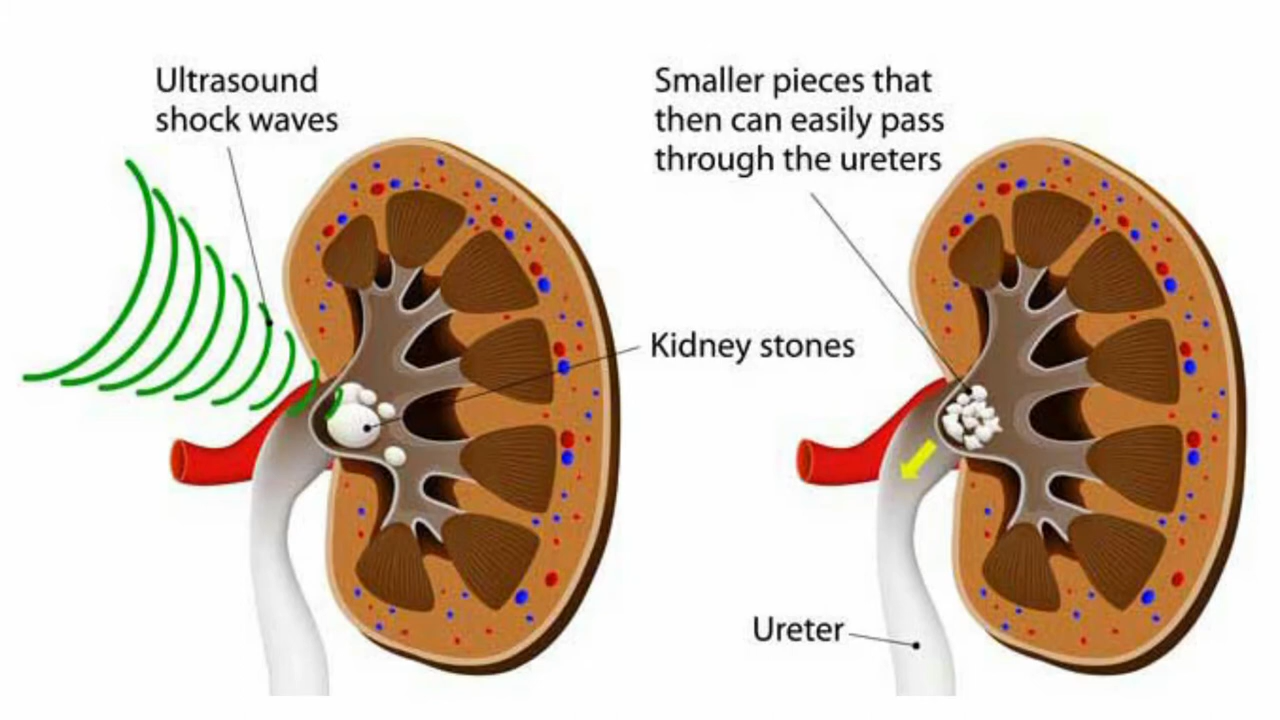 Ultrasound
shock waves
Smaller pieces that
then can easily pass
through the ureters
Kidney stones
Ureter